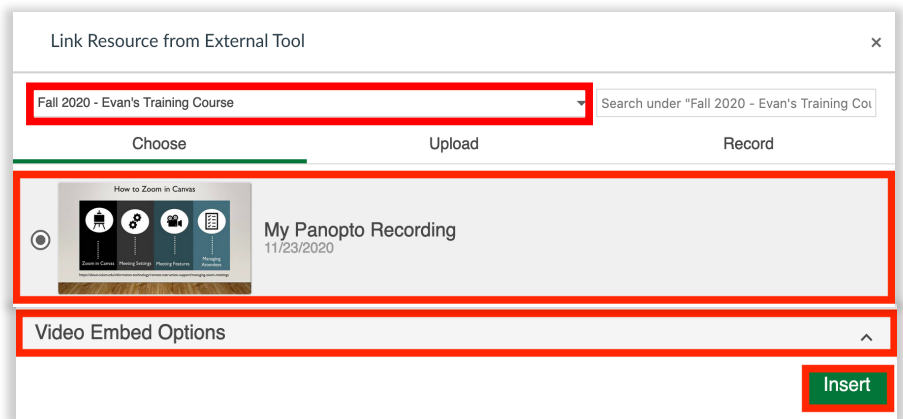 Link Resource from External Tool
×
Fall 2020 - Evan's Training Course
Search under "Fall 2020 - Evan's Training Cou
Choose Upload Record
How to Zoom in Canvas
Zoom in Canvas Meeting Settings Meeting Features Managing Attendees
My Panopto Recording
11/23/2020
Video Embed Options
Insert